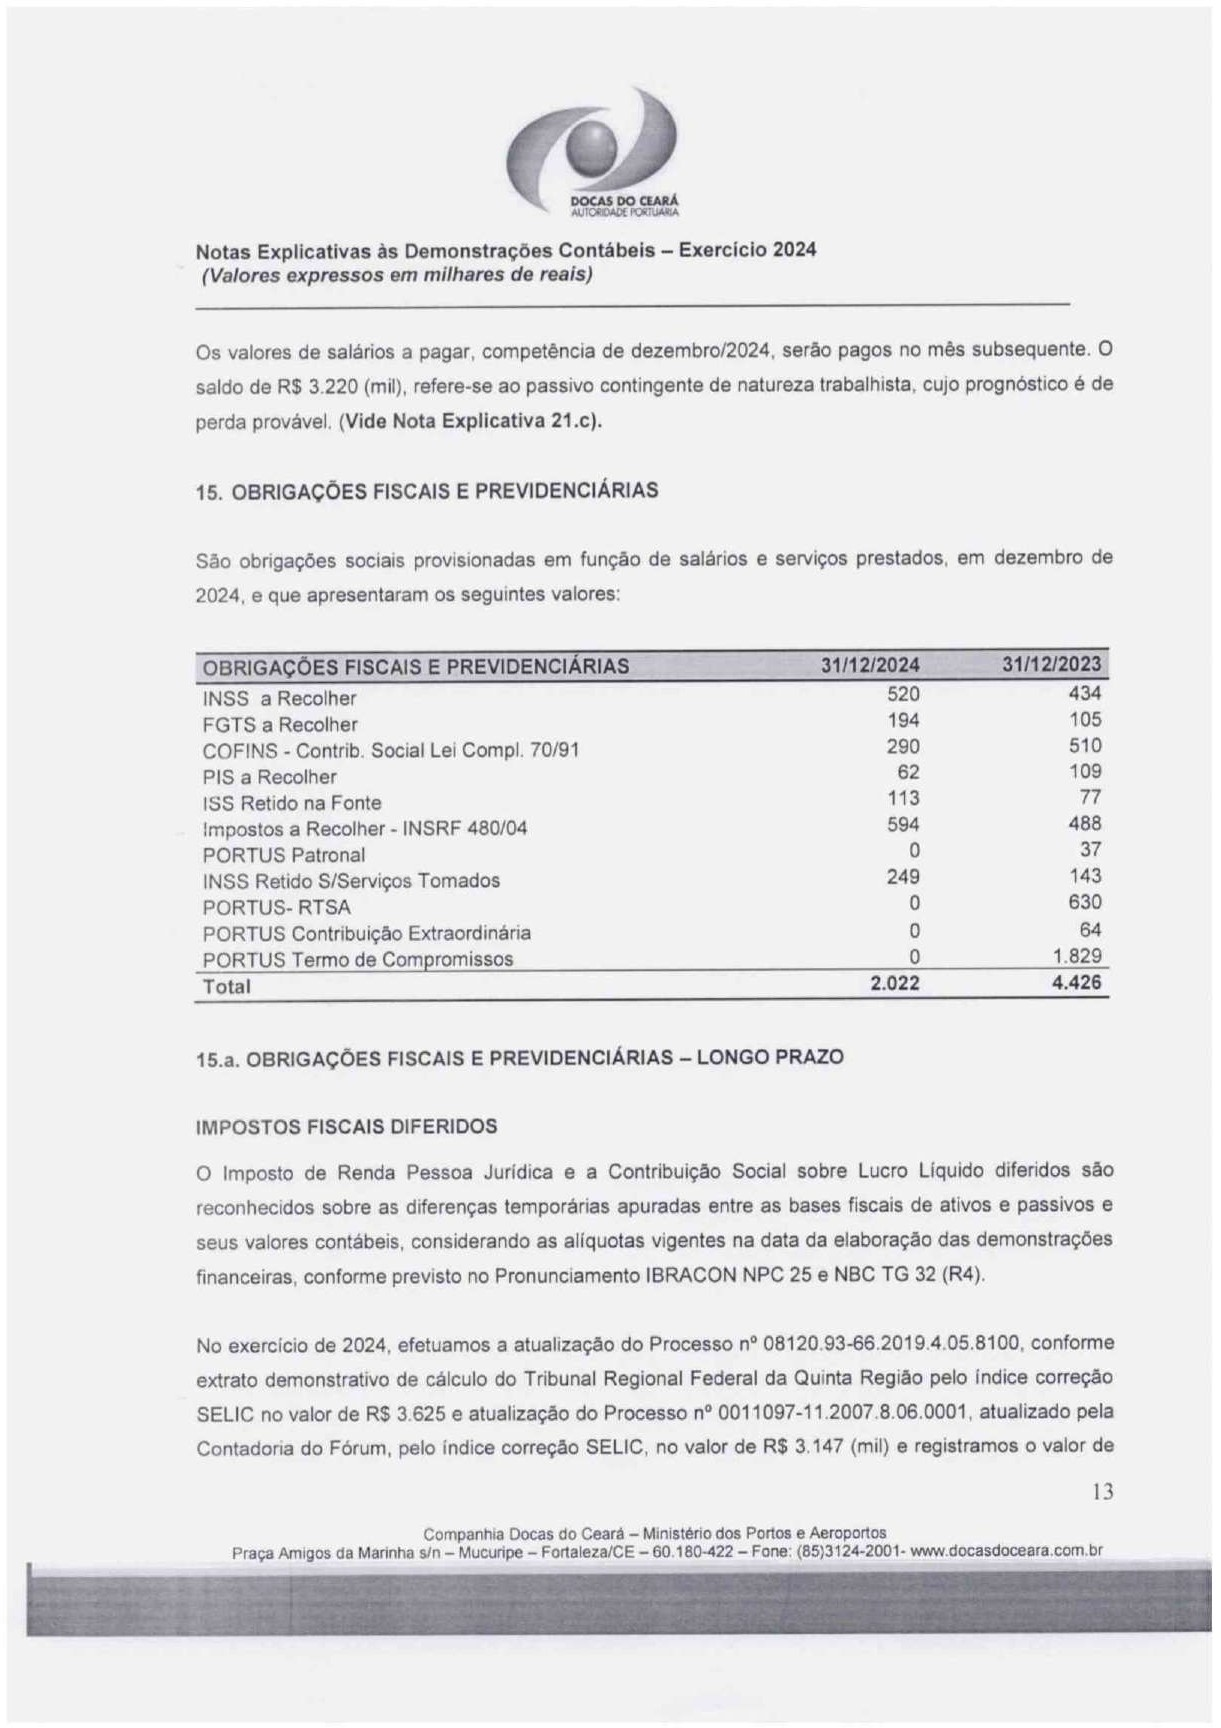 DOCAS DO CEARÁ
AUTORIDADE PORTUÁRIA
Notas Explicativas às Demonstrações Contábeis – Exercício 2024
(Valores expressos em milhares de reais)
Os valores de salários a pagar, competência de dezembro/2024, serão pagos no mês subsequente. O
saldo de R$ 3.220 (mil), refere-se ao passivo contingente de natureza trabalhista, cujo prognóstico é de
perda provável. (Vide Nota Explicativa 21.c).
15. OBRIGAÇÕES FISCAIS E PREVIDENCIÁRIAS
São obrigações sociais provisionadas em função de salários e serviços prestados, em dezembro de
2024, e que apresentaram os seguintes valores:
OBRIGAÇÕES FISCAIS E PREVIDENCIÁRIAS 31/12/2024 31/12/2023
INSS a Recolher 520 434
FGTS a Recolher 194 105
COFINS - Contrib. Social Lei Compl. 70/91 290 510
PIS a Recolher 62 109
ISS Retido na Fonte 113 77
Impostos a Recolher - INSRF 480/04 594 488
PORTUS Patronal 0 37
INSS Retido S/Serviços Tomados 249 143
PORTUS- RTSA 0 630
PORTUS Contribuição Extraordinária 0 64
PORTUS Termo de Compromissos 0 1.829
Total 2.022 4.426
15.a. OBRIGAÇÕES FISCAIS E PREVIDENCIÁRIAS – LONGO PRAZO
IMPOSTOS FISCAIS DIFERIDOS
O Imposto de Renda Pessoa Jurídica e a Contribuição Social sobre Lucro Líquido diferidos são
reconhecidos sobre as diferenças temporárias apuradas entre as bases fiscais de ativos e passivos e
seus valores contábeis, considerando as alíquotas vigentes na data da elaboração das demonstrações
financeiras, conforme previsto no Pronunciamento IBRACON NPC 25 e NBC TG 32 (R4).
No exercício de 2024, efetuamos a atualização do Processo nº 08120.93-66.2019.4.05.8100, conforme
extrato demonstrativo de cálculo do Tribunal Regional Federal da Quinta Região pelo índice correção
SELIC no valor de R$ 3.625 e atualização do Processo nº 0011097-11.2007.8.06.0001, atualizado pela
Contadoria do Fórum, pelo índice correção SELIC, no valor de R$ 3.147 (mil) e registramos o valor de
13
Companhia Docas do Ceará – Ministério dos Portos e Aeroportos
Praça Amigos da Marinha s/n – Mucuripe – Fortaleza/CE – 60.180-422 – Fone: (85)3124-2001- www.docasdoceara.com.br